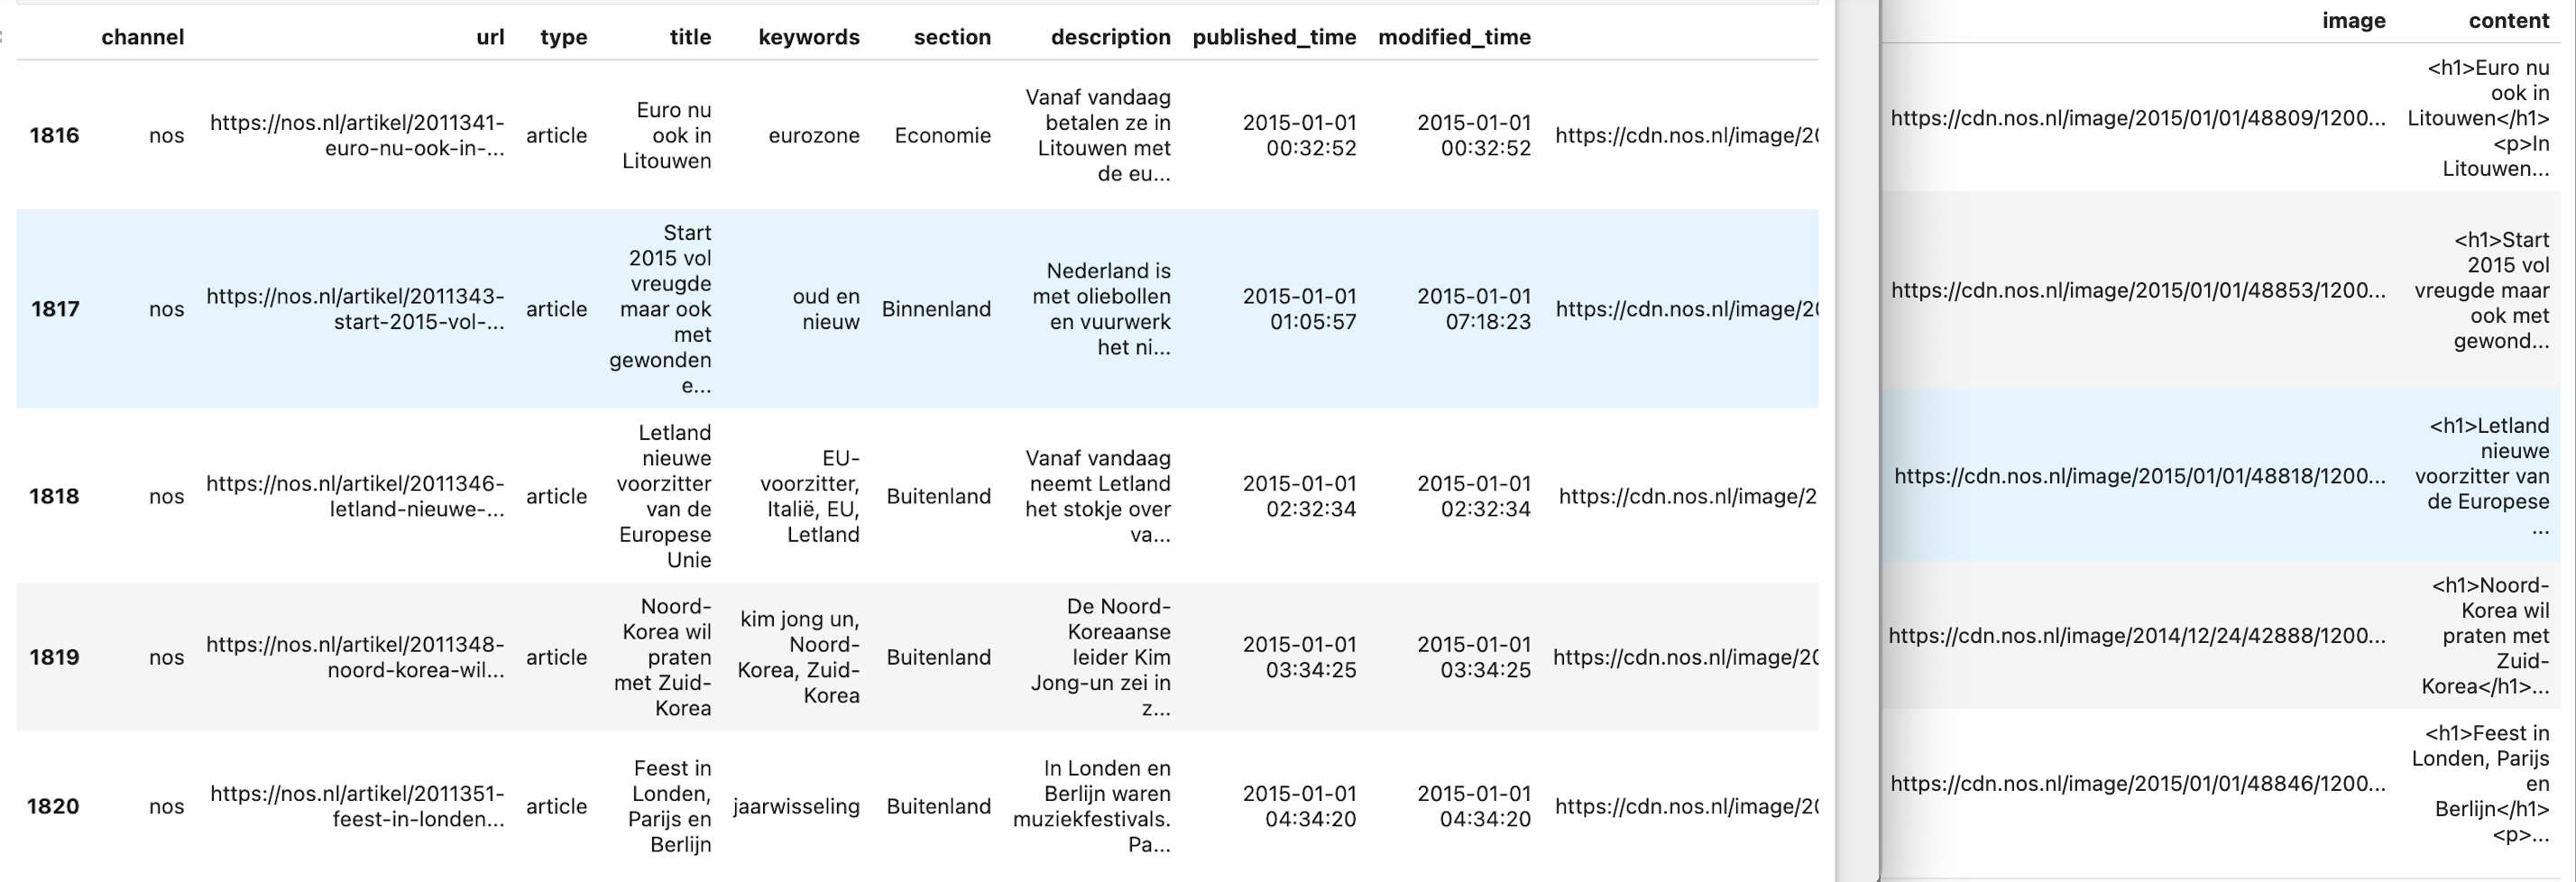 channel url type title keywords section description published_time modified_time
1816 nos https://nos.nl/artikel/2011341-euro-nu-ook-in-... article Euro nu ook in Litouwen eurozone Economie Vanaf vandaag betalen ze in Litouwen met de eu... 2015-01-01 00:32:52 2015-01-01 00:32:52 https://cdn.nos.nl/image/20
1817 nos https://nos.nl/artikel/2011343-start-2015-vol-... article Start 2015 vol vreugde maar ook met gewonden e... oud en nieuw Binnenland Nederland is met oliebollen en vuurwerk het ni... 2015-01-01 01:05:57 2015-01-01 07:18:23 https://cdn.nos.nl/image/20
1818 nos https://nos.nl/artikel/2011346-letland-nieuwe-... article Letland nieuwe voorzitter van de Europese Unie EU-voorzitter, Italië, EU, Letland Buitenland Vanaf vandaag neemt Letland het stokje over va... 2015-01-01 02:32:34 2015-01-01 02:32:34 https://cdn.nos.nl/image/2
1819 nos https://nos.nl/artikel/2011348-noord-korea-wil... article Noord-Korea wil praten met Zuid-Korea kim jong un, Noord-Korea, Zuid-Korea Buitenland De Noord-Koreaanse leider Kim Jong-un zei in z... 2015-01-01 03:34:25 2015-01-01 03:34:25 https://cdn.nos.nl/image/20
1820 nos https://nos.nl/artikel/2011351-feest-in-londen... article Feest in Londen, Parijs en Berlijn jaarwisseling Buitenland In Londen en Berlijn waren muziekfestivals. Pa... 2015-01-01 04:34:20 2015-01-01 04:34:20 https://cdn.nos.nl/image/20
image content
https://cdn.nos.nl/image/2015/01/01/48809/1200... <h1>Euro nu ook in Litouwen</h1><p>In Litouwen...
https://cdn.nos.nl/image/2015/01/01/48853/1200... <h1>Start 2015 vol vreugde maar ook met gewond...
https://cdn.nos.nl/image/2015/01/01/48818/1200... <h1>Letland nieuwe voorzitter van de Europese ...
https://cdn.nos.nl/image/2014/12/24/42888/1200... <h1>Noord-Korea wil praten met Zuid-Korea</h1>...
https://cdn.nos.nl/image/2015/01/01/48846/1200... <h1>Feest in Londen, Parijs en Berlijn</h1><p>...